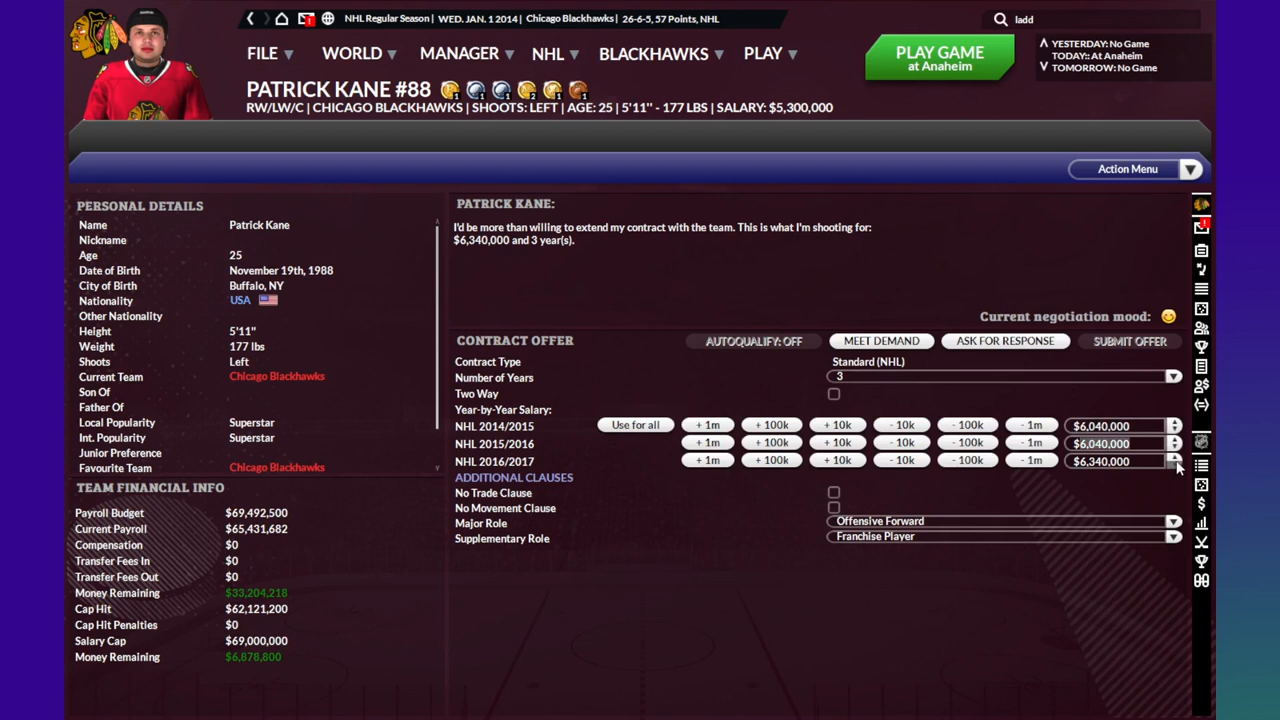 NHL Regular Season | WED. JAN. 1 2014 | Chicago Blackhawks | 26-6-5, 57 Points, NHL
ladd
FILE WORLD MANAGER NHL BLACKHAWKS PLAY
PLAY GAME
at Anaheim
YESTERDAY: No Game
TODAY:: At Anaheim
TOMORROW: No Game
PATRICK KANE #88
RW/LW/C | CHICAGO BLACKHAWKS | SHOOTS: LEFT | AGE: 25 | 5'11" - 177 LBS | SALARY: $5,300,000
Action Menu
PERSONAL DETAILS
Name Patrick Kane
Nickname
Age 25
Date of Birth November 19th, 1988
City of Birth Buffalo, NY
Nationality USA
Other Nationality
Height 5'11"
Weight 177 lbs
Shoots Left
Current Team Chicago Blackhawks
Son Of
Father Of
Local Popularity Superstar
Int. Popularity Superstar
Junior Preference
Favourite Team Chicago Blackhawks
TEAM FINANCIAL INFO
Payroll Budget $69,492,500
Current Payroll $65,431,682
Compensation $0
Transfer Fees In $0
Transfer Fees Out $0
Money Remaining $33,204,218
Cap Hit $62,121,200
Cap Hit Penalties $0
Salary Cap $69,000,000
Money Remaining $6,878,800
PATRICK KANE:
I'd be more than willing to extend my contract with the team. This is what I'm shooting for:
$6,340,000 and 3 year(s).
Current negotiation mood:
CONTRACT OFFER AUTOQUALIFY: OFF MEET DEMAND ASK FOR RESPONSE SUBMIT OFFER
Contract Type Standard (NHL)
Number of Years 3
Two Way
Year-by-Year Salary:
NHL 2014/2015 Use for all + 1m + 100k + 10k - 10k - 100k - 1m $6,040,000
NHL 2015/2016 + 1m + 100k + 10k - 10k - 100k - 1m $6,040,000
NHL 2016/2017 + 1m + 100k + 10k - 10k - 100k - 1m $6,340,000
ADDITIONAL CLAUSES
No Trade Clause
No Movement Clause
Major Role Offensive Forward
Supplementary Role Franchise Player